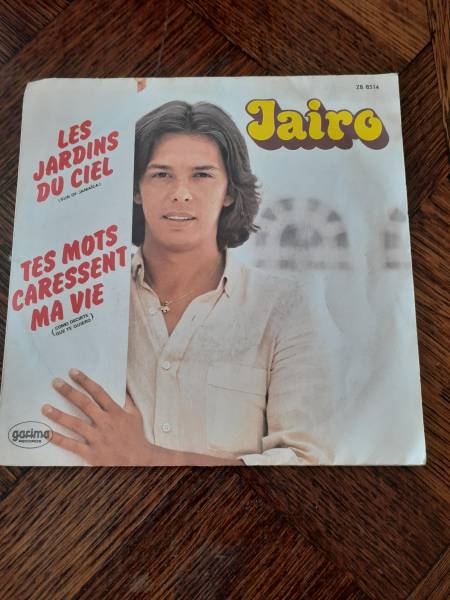 ZB 8514
Jairo
LES
JARDINS
DU CIEL
(SUN OF JAMAICA)
TES MOTS
CARESSENT
MA VIE
(COMO DECIRTE
QUE TE QUIERO)
garima
RECORDS